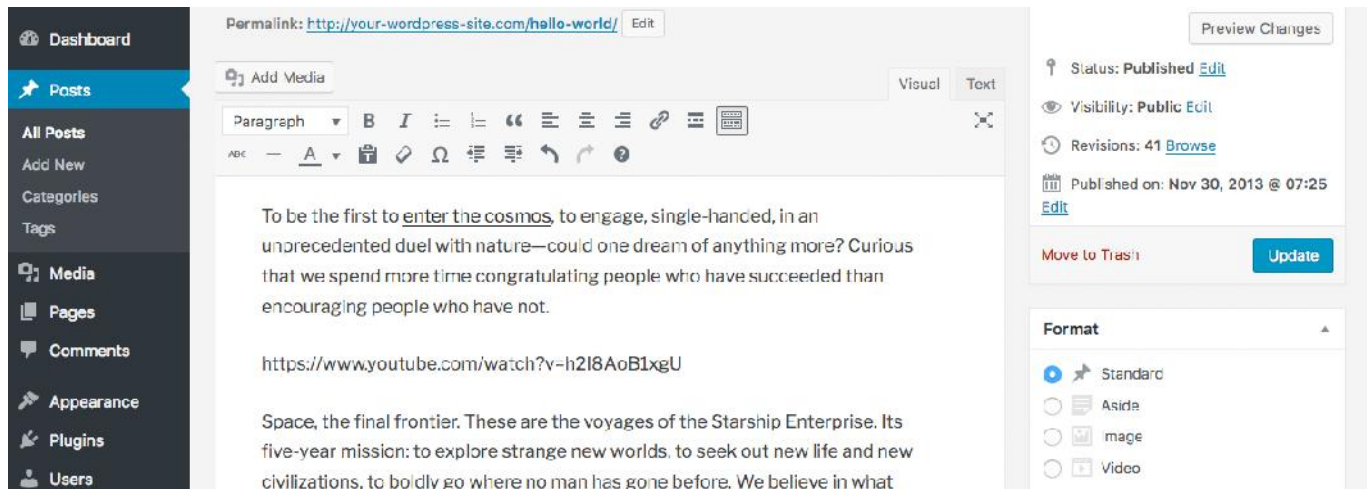 Dashboard
Posts
All Posts
Add New
Categories
Tags
Media
Pages
Comments
Appearance
Plugins
Users
Permalink: http://your-wordpress-site.com/hello-world/ Edit
Add Media
Visual Text
Paragraph B I
ABC A Ω
To be the first to enter the cosmos, to engage, single-handed, in an
unprecedented duel with nature—could one dream of anything more? Curious
that we spend more time congratulating people who have succeeded than
encouraging people who have not.
https://www.youtube.com/watch?v=h2I8AoB1xgU
Space, the final frontier. These are the voyages of the Starship Enterprise. Its
five-year mission: to explore strange new worlds, to seek out new life and new
civilizations, to boldly go where no man has gone before. We believe in what
Preview Changes
Status: Published Edit
Visibility: Public Edit
Revisions: 41 Browse
Published on: Nov 30, 2013 @ 07:25
Edit
Move to Trash Update
Format
Standard
Aside
Image
Video